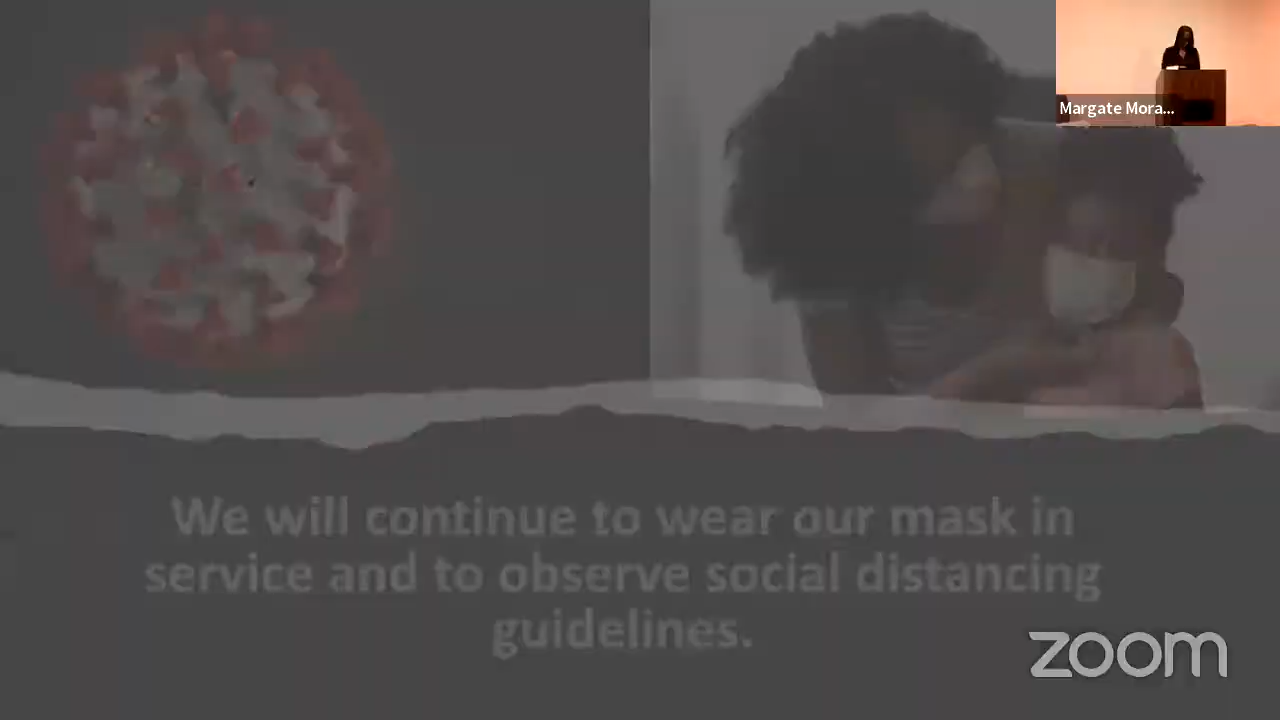 Margate Mora...
We will continue to wear our mask in
service and to observe social distancing
guidelines.
zoom